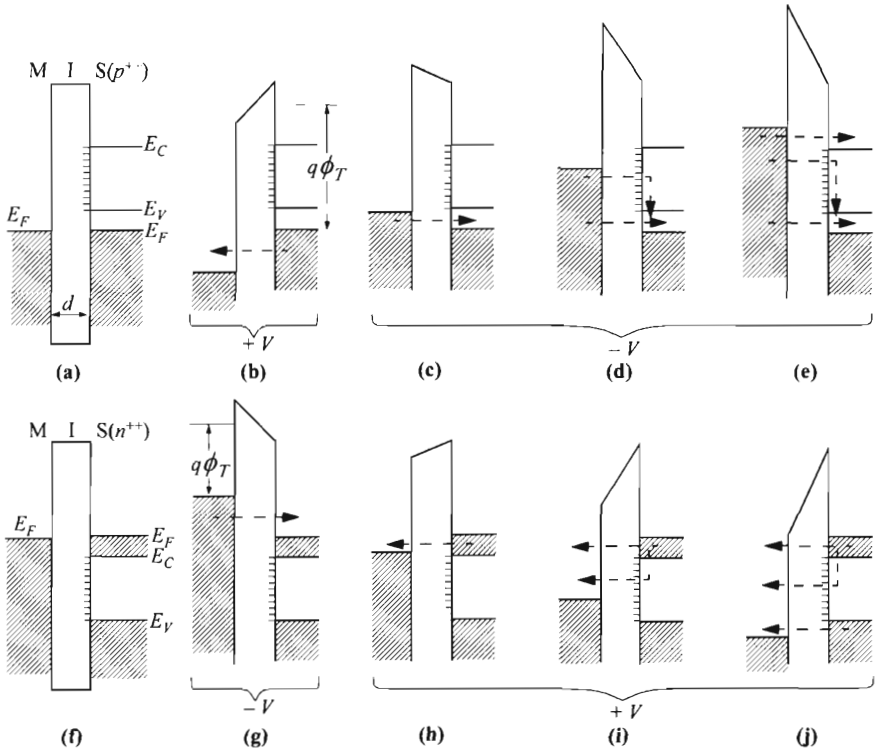 M I S(p⁺⁺)
E_C
E_V
E_F
E_F
d
(a)
qϕ_T
+ V
(b)
(c)
(d)
− V
(e)
M I S(n⁺⁺)
E_F
E_F
E_C
E_V
(f)
qϕ_T
− V
(g)
(h)
(i)
+ V
(j)